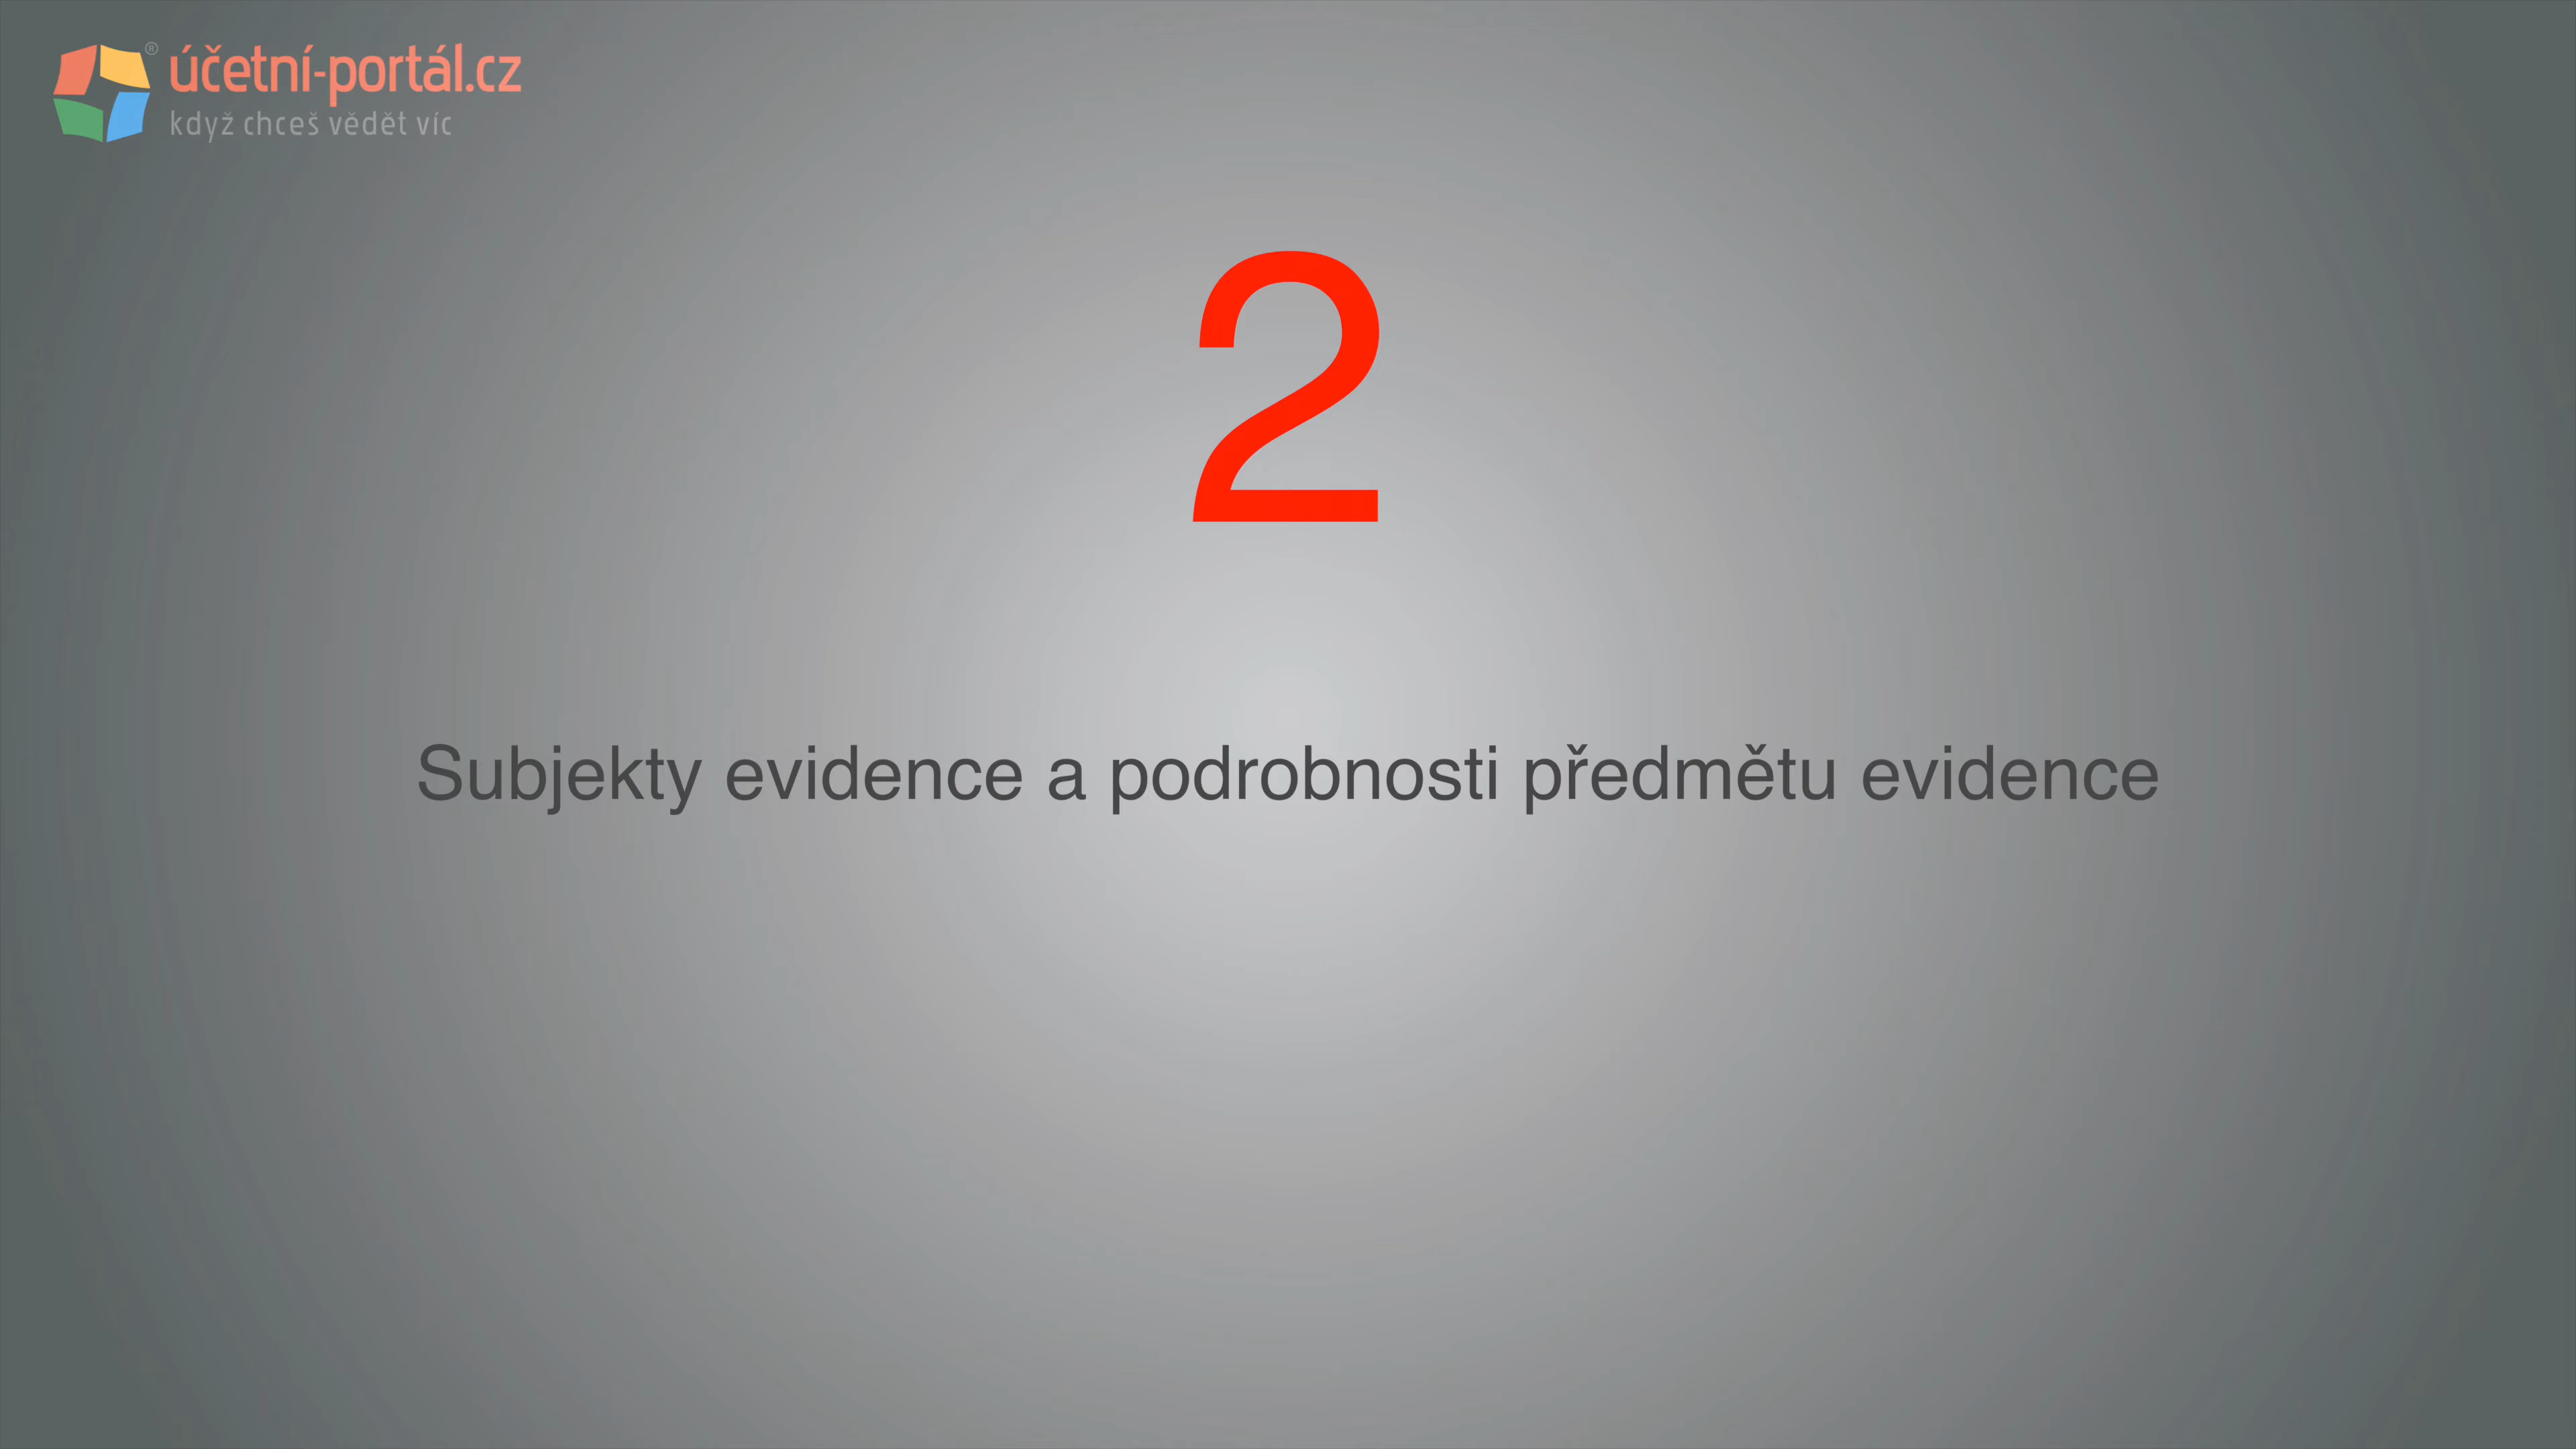 účetní-portál.cz
když chceš vědět víc
2
Subjekty evidence a podrobnosti předmětu evidence